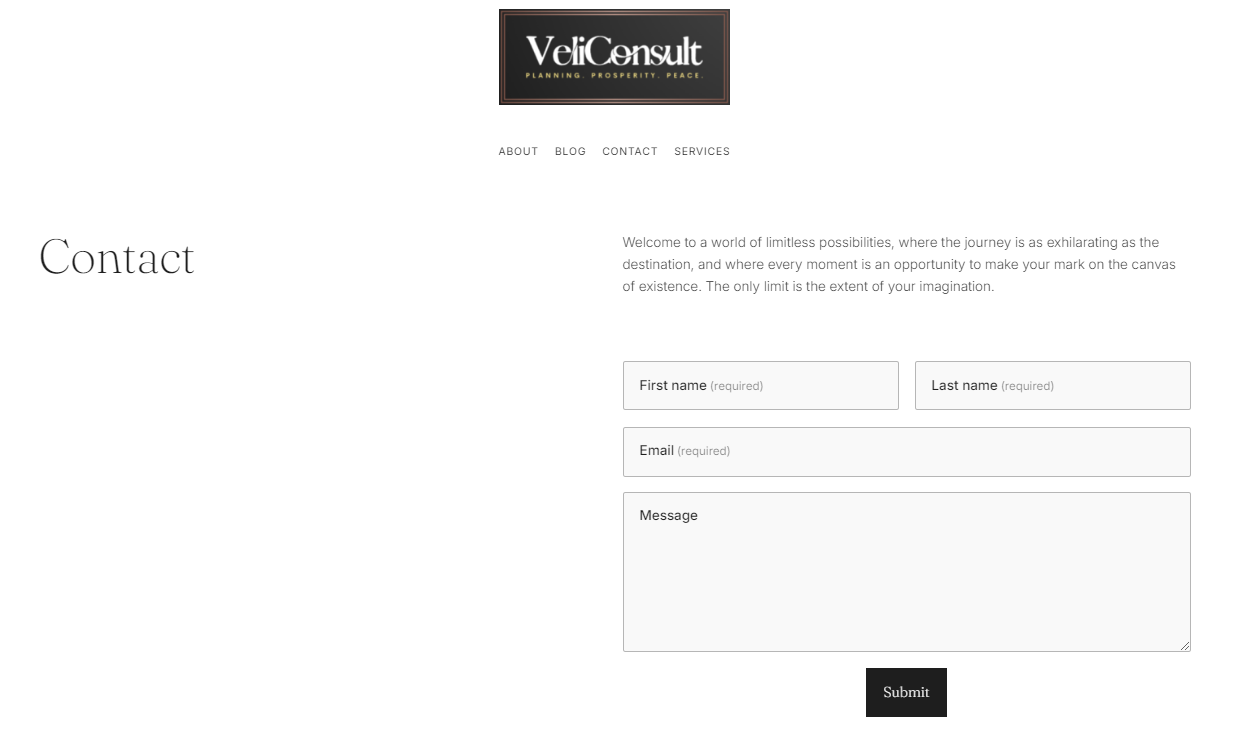 VeliConsult
PLANNING. PROSPERITY. PEACE.
ABOUT BLOG CONTACT SERVICES
Contact
Welcome to a world of limitless possibilities, where the journey is as exhilarating as the
destination, and where every moment is an opportunity to make your mark on the canvas
of existence. The only limit is the extent of your imagination.
First name (required) Last name (required)
Email (required)
Message
Submit